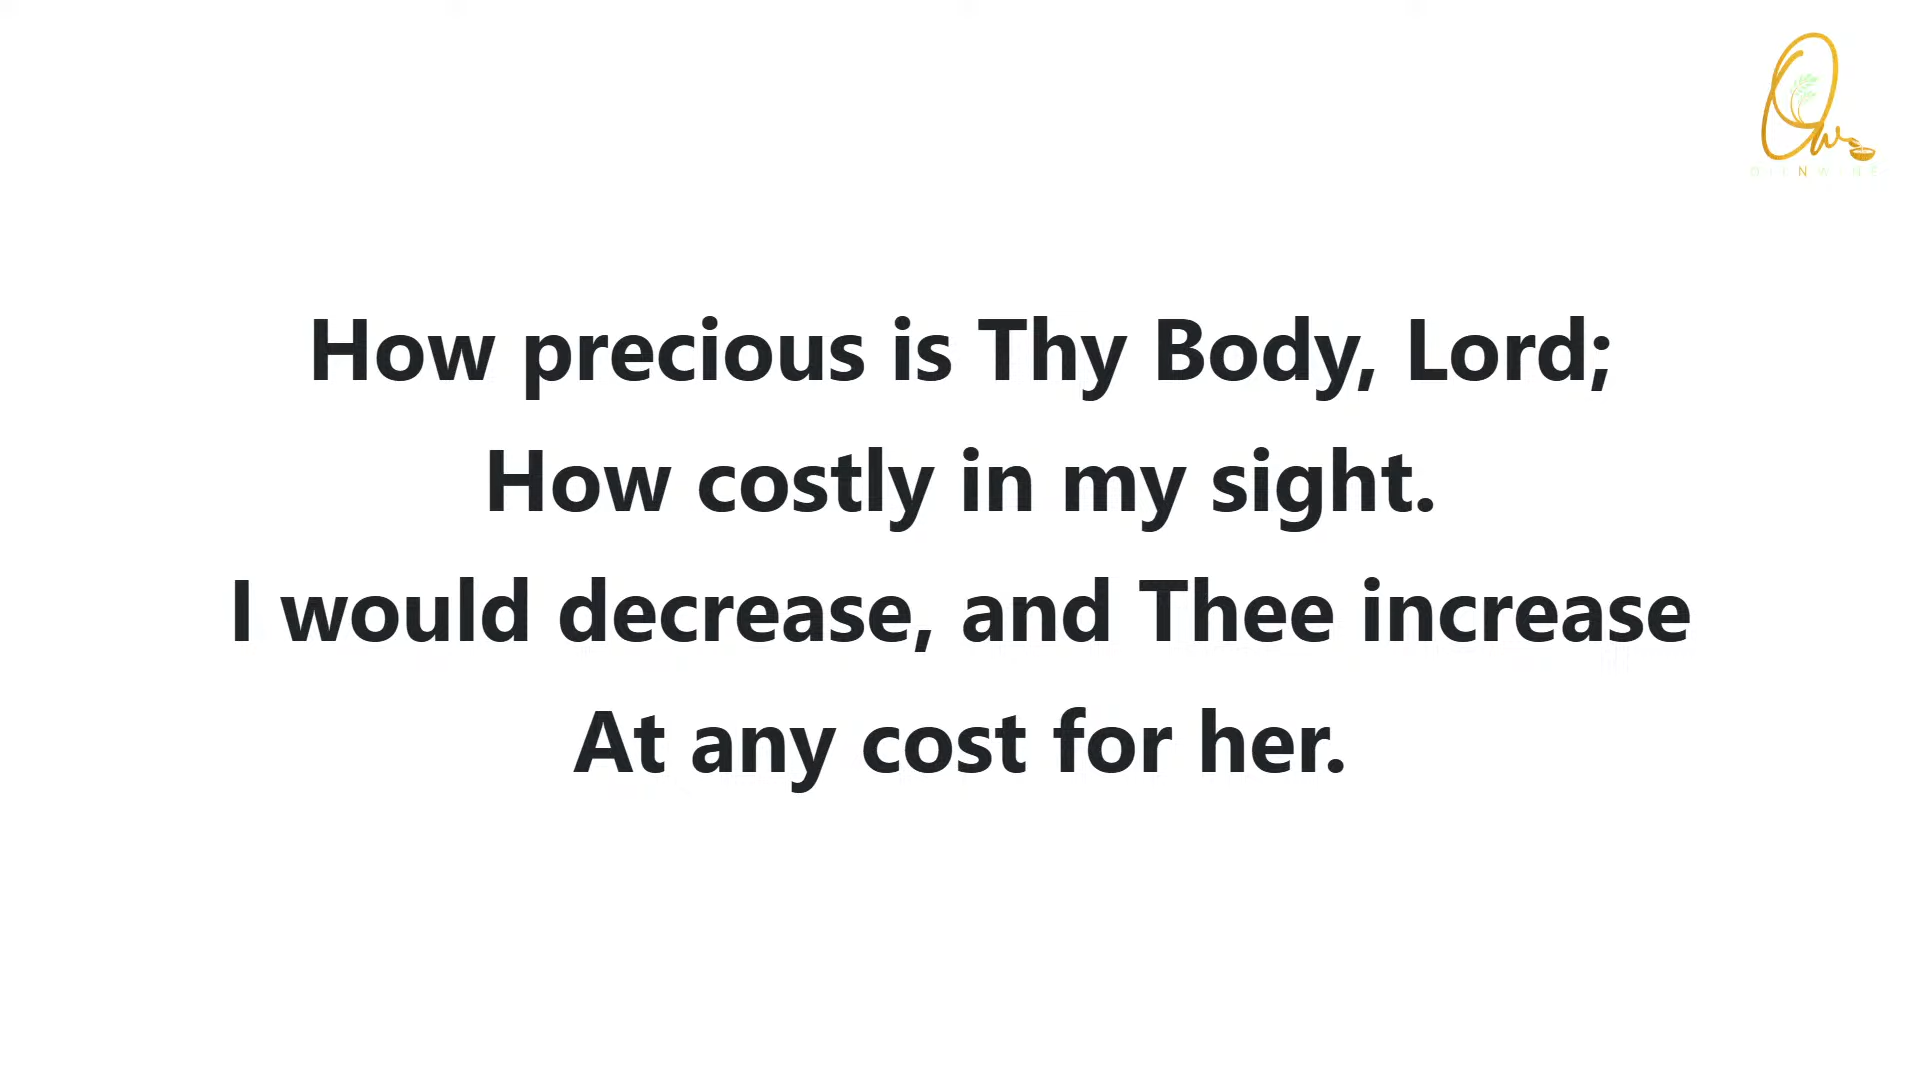 How precious is Thy Body, Lord;
How costly in my sight.
I would decrease, and Thee increase
At any cost for her.